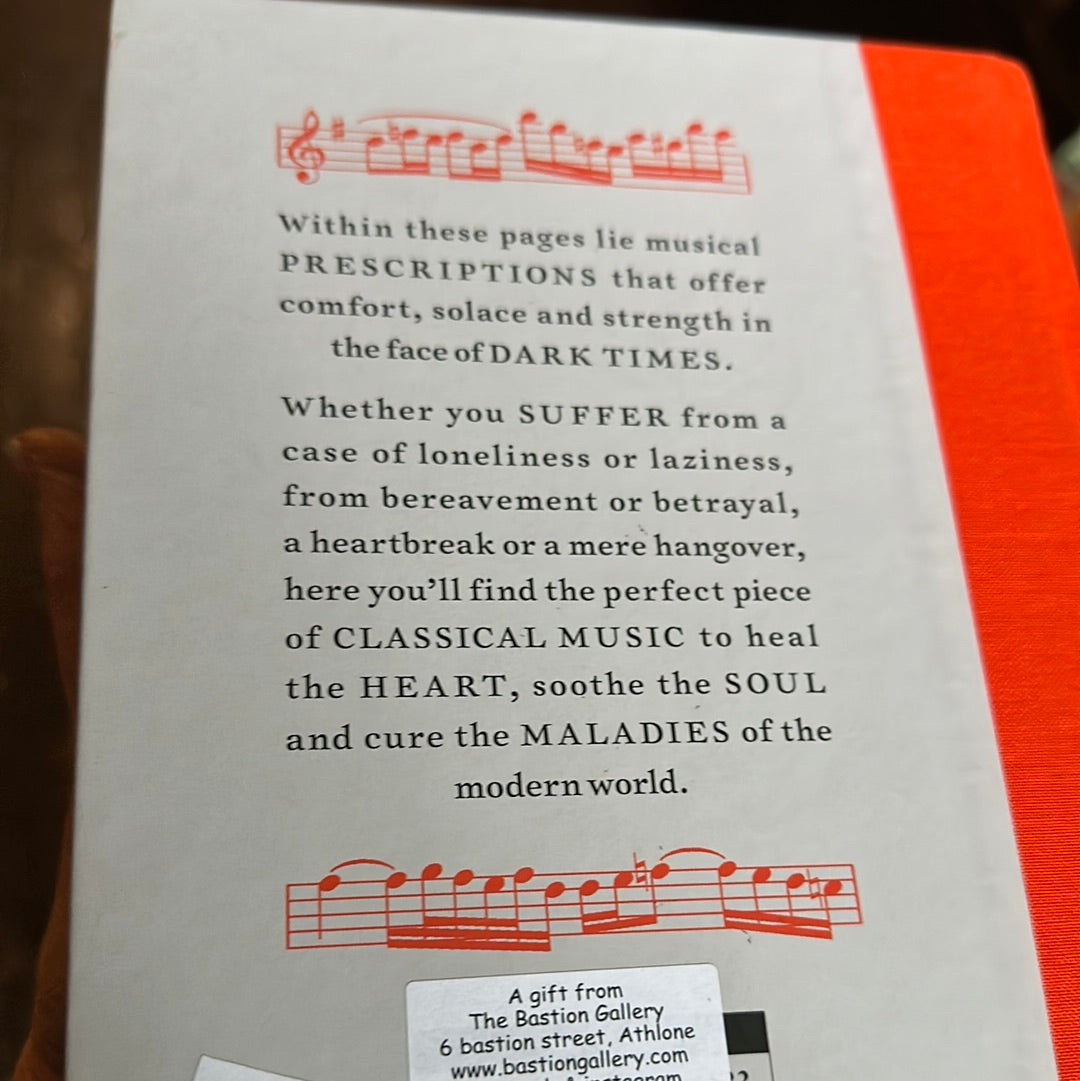 Within these pages lie musical
PRESCRIPTIONS that offer
comfort, solace and strength in
the face of DARK TIMES.
Whether you SUFFER from a
case of loneliness or laziness,
from bereavement or betrayal,
a heartbreak or a mere hangover,
here you'll find the perfect piece
of CLASSICAL MUSIC to heal
the HEART, soothe the SOUL
and cure the MALADIES of the
modern world.
A gift from
The Bastion Gallery
6 bastion street, Athlone
www.bastiongallery.com